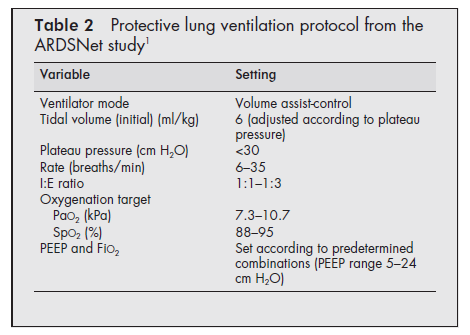 Table 2 Protective lung ventilation protocol from the
ARDSNet study¹
Variable Setting
Ventilator mode Volume assist-control
Tidal volume (initial) (ml/kg) 6 (adjusted according to plateau
pressure)
Plateau pressure (cm H₂O) <30
Rate (breaths/min) 6–35
I:E ratio 1:1–1:3
Oxygenation target
PaO₂ (kPa) 7.3–10.7
SpO₂ (%) 88–95
PEEP and FiO₂ Set according to predetermined
combinations (PEEP range 5–24
cm H₂O)